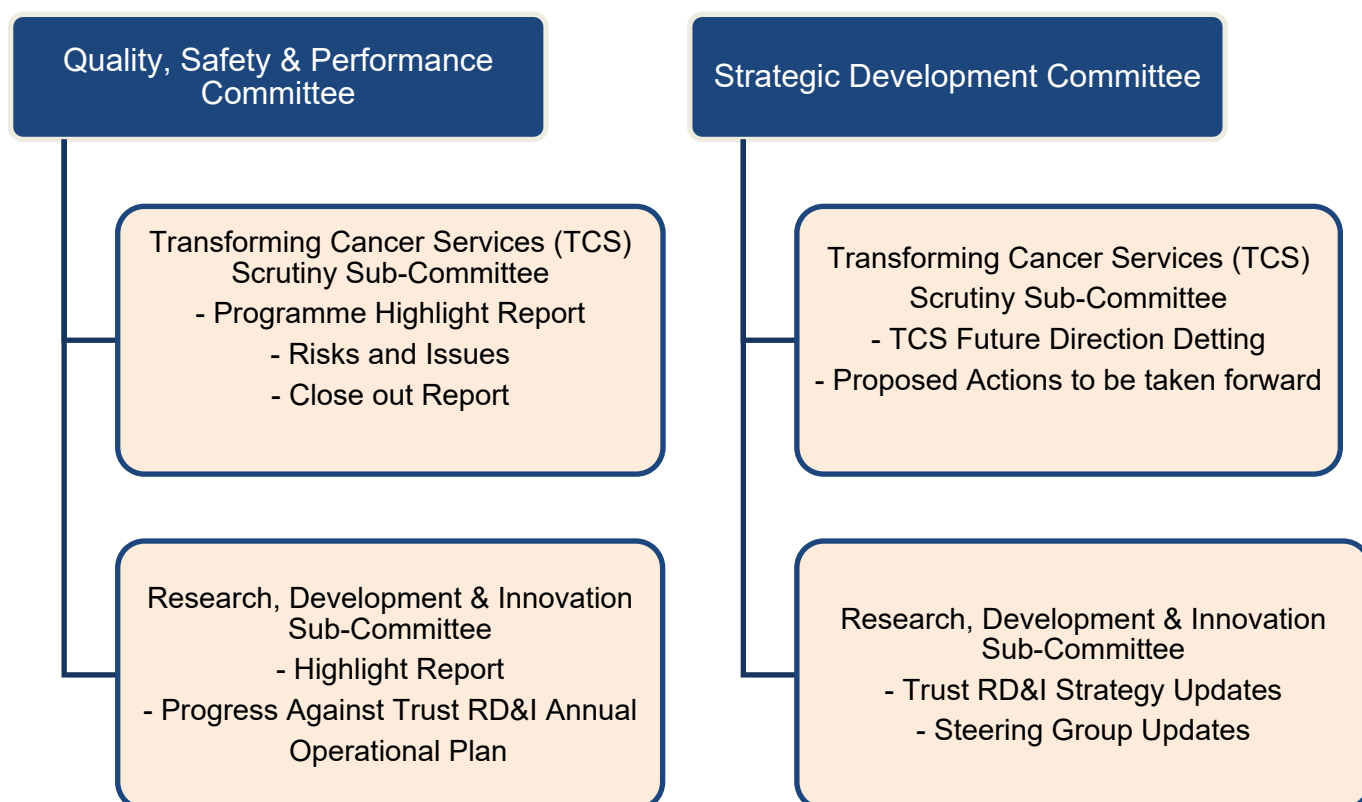 Quality, Safety & Performance
Committee
Transforming Cancer Services (TCS)
Scrutiny Sub-Committee
- Programme Highlight Report
- Risks and Issues
- Close out Report
Research, Development & Innovation
Sub-Committee
- Highlight Report
- Progress Against Trust RD&I Annual
Operational Plan
Strategic Development Committee
Transforming Cancer Services (TCS)
Scrutiny Sub-Committee
- TCS Future Direction Detting
- Proposed Actions to be taken forward
Research, Development & Innovation
Sub-Committee
- Trust RD&I Strategy Updates
- Steering Group Updates